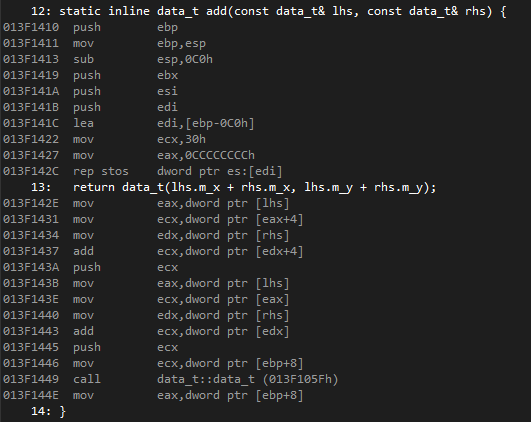 12: static inline data_t add(const data_t& lhs, const data_t& rhs) {
013F1410 push ebp
013F1411 mov ebp,esp
013F1413 sub esp,0C0h
013F1419 push ebx
013F141A push esi
013F141B push edi
013F141C lea edi,[ebp-0C0h]
013F1422 mov ecx,30h
013F1427 mov eax,0CCCCCCCCh
013F142C rep stos dword ptr es:[edi]
13: return data_t(lhs.m_x + rhs.m_x, lhs.m_y + rhs.m_y);
013F142E mov eax,dword ptr [lhs]
013F1431 mov ecx,dword ptr [eax+4]
013F1434 mov edx,dword ptr [rhs]
013F1437 add ecx,dword ptr [edx+4]
013F143A push ecx
013F143B mov eax,dword ptr [lhs]
013F143E mov ecx,dword ptr [eax]
013F1440 mov edx,dword ptr [rhs]
013F1443 add ecx,dword ptr [edx]
013F1445 push ecx
013F1446 mov ecx,dword ptr [ebp+8]
013F1449 call data_t::data_t (013F105Fh)
013F144E mov eax,dword ptr [ebp+8]
14: }